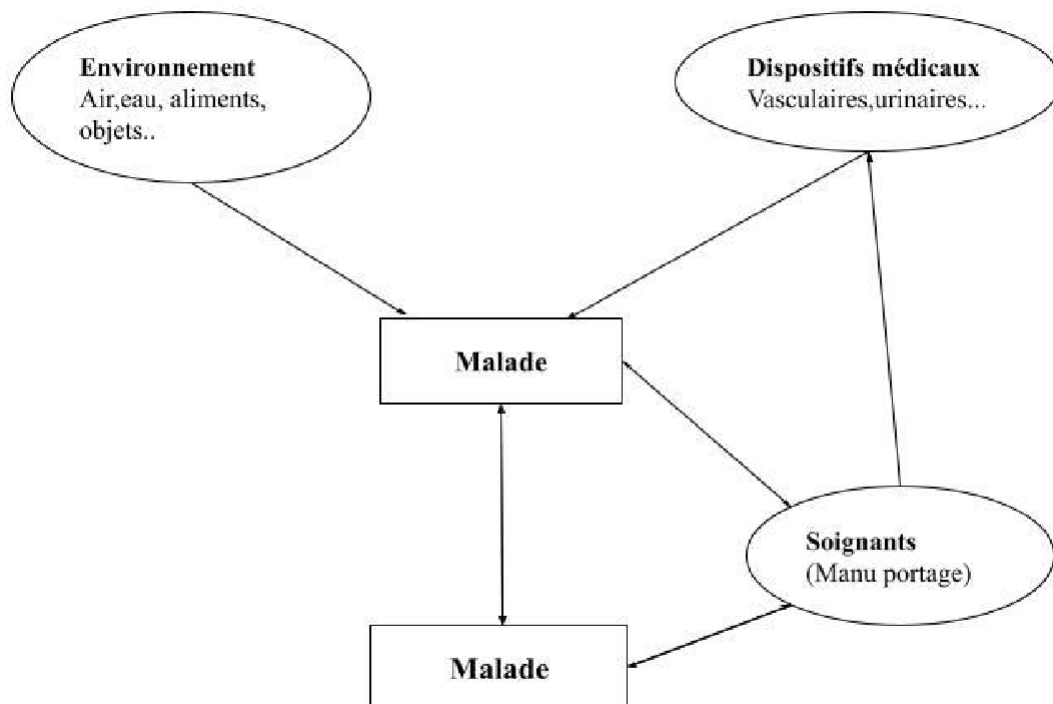 Environnement
Air,eau, aliments,
objets..
Dispositifs médicaux
Vasculaires,urinaires...
Malade
Soignants
(Manu portage)
Malade